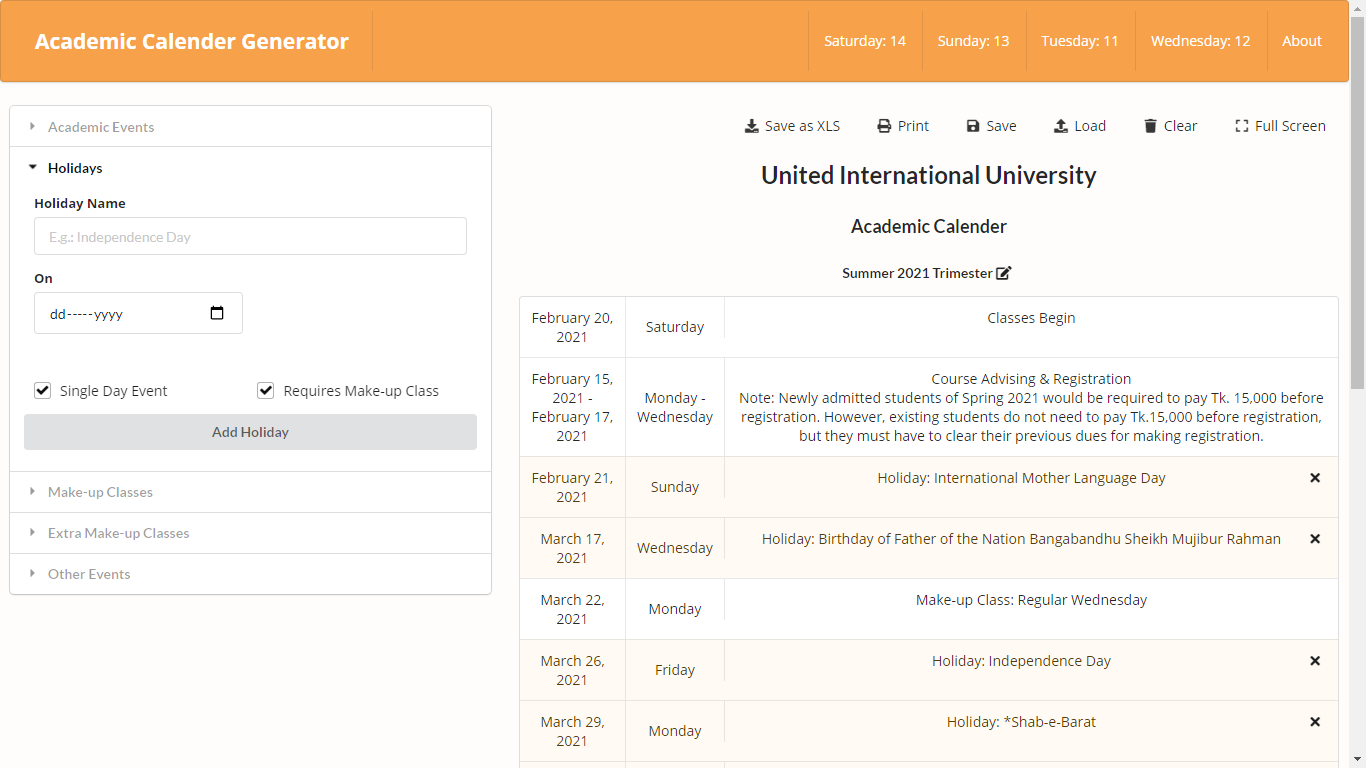 Academic Calender Generator
Saturday: 14
Sunday: 13
Tuesday: 11
Wednesday: 12
About
Academic Events
Holidays
Holiday Name
E.g.: Independence Day
On
dd-----yyyy
Single Day Event
Requires Make-up Class
Add Holiday
Make-up Classes
Extra Make-up Classes
Other Events
Save as XLS
Print
Save
Load
Clear
Full Screen
United International University
Academic Calender
Summer 2021 Trimester
February 20,
2021
Saturday
Classes Begin
February 15,
2021 -
February 17,
2021
Monday -
Wednesday
Course Advising & Registration
Note: Newly admitted students of Spring 2021 would be required to pay Tk. 15,000 before
registration. However, existing students do not need to pay Tk.15,000 before registration,
but they must have to clear their previous dues for making registration.
February 21,
2021
Sunday
Holiday: International Mother Language Day
March 17,
2021
Wednesday
Holiday: Birthday of Father of the Nation Bangabandhu Sheikh Mujibur Rahman
March 22,
2021
Monday
Make-up Class: Regular Wednesday
March 26,
2021
Friday
Holiday: Independence Day
March 29,
2021
Monday
Holiday: *Shab-e-Barat